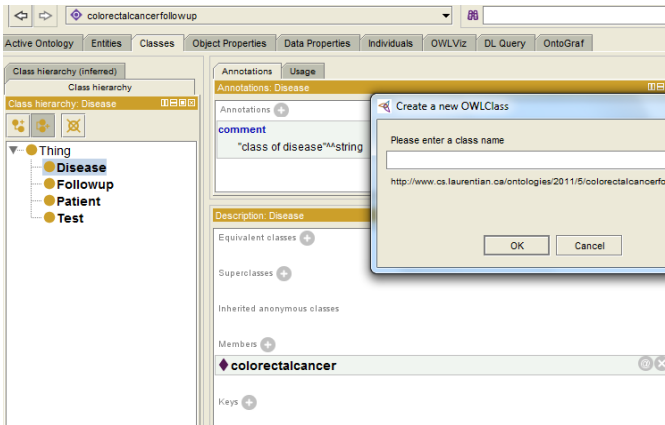 colorectalcancerfollowup
Active Ontology Entities Classes Object Properties Data Properties Individuals OWLViz DL Query OntoGraf
Class hierarchy (inferred)
Class hierarchy
Class hierarchy: Disease
Thing
Disease
Followup
Patient
Test
Annotations Usage
Annotations: Disease
Annotations
comment
"class of disease"^^string
Description: Disease
Equivalent classes
Superclasses
Inherited anonymous classes
Members
colorectalcancer
Keys
Create a new OWLClass
Please enter a class name
http://www.cs.laurentian.ca/ontologies/2011/5/colorectalcancerfo
OK Cancel